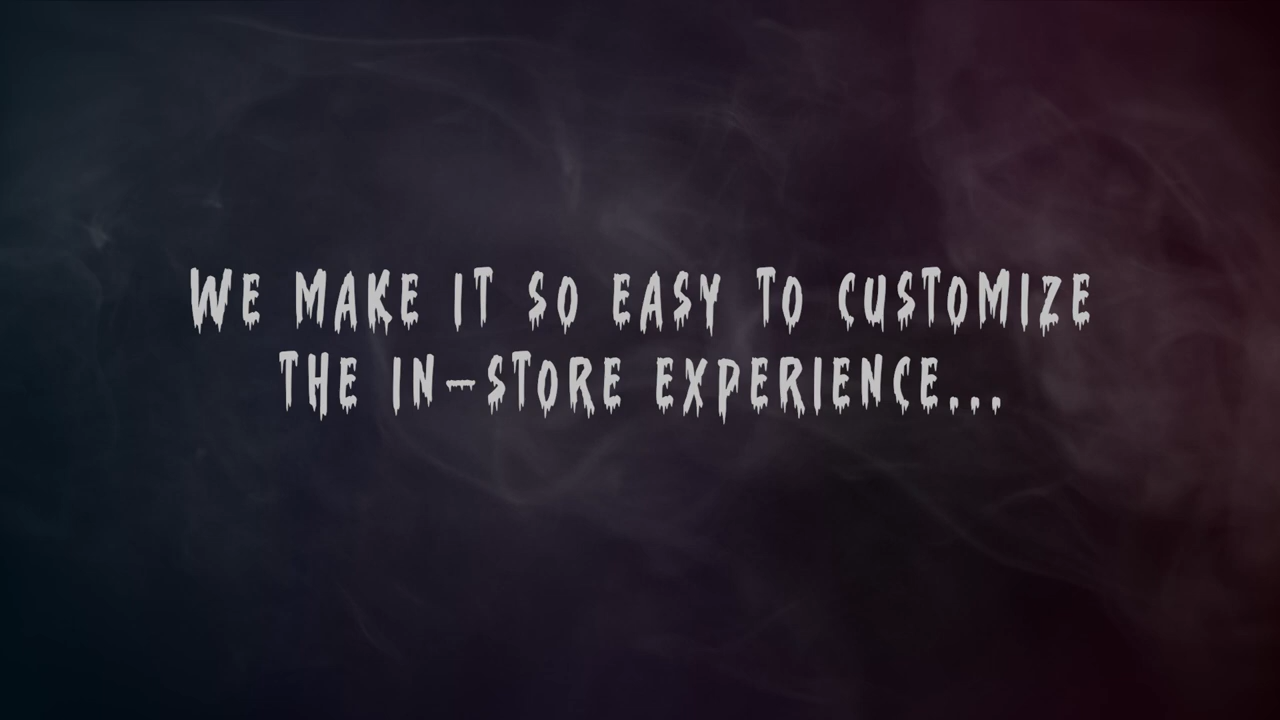 WE MAKE IT SO EASY TO CUSTOMIZE
THE IN-STORE EXPERIENCE...